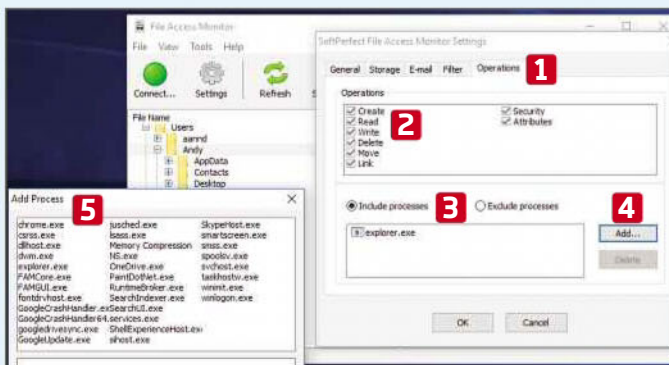 File Access Monitor
File View Tools Help
Connect...
Settings
Refresh
File Name
Users
aarnd
Andy
AppData
Contacts
Desktop
SoftPerfect File Access Monitor Settings
General Storage E-mail Filter Operations
1
Operations
Create
Read
Write
Delete
Move
Link
Security
Attributes
2
Include processes
3
Exclude processes
4
explorer.exe
Add...
Delete
OK
Cancel
Add Process
5
chrome.exe
csrss.exe
dllhost.exe
dwm.exe
explorer.exe
FAMCore.exe
FAMGUI.exe
fontdrvhost.exe
GoogleCrashHandler.ex
GoogleCrashHandler64.
googledrivesync.exe
GoogleUpdate.exe
jusched.exe
lsass.exe
Memory Compression
NS.exe
OneDrive.exe
PaintDotNet.exe
RuntimeBroker.exe
SearchIndexer.exe
SearchUI.exe
services.exe
ShellExperienceHost.ex
sihost.exe
SkypeHost.exe
smartscreen.exe
smss.exe
spoolsv.exe
svchost.exe
taskhostw.exe
wininit.exe
winlogon.exe